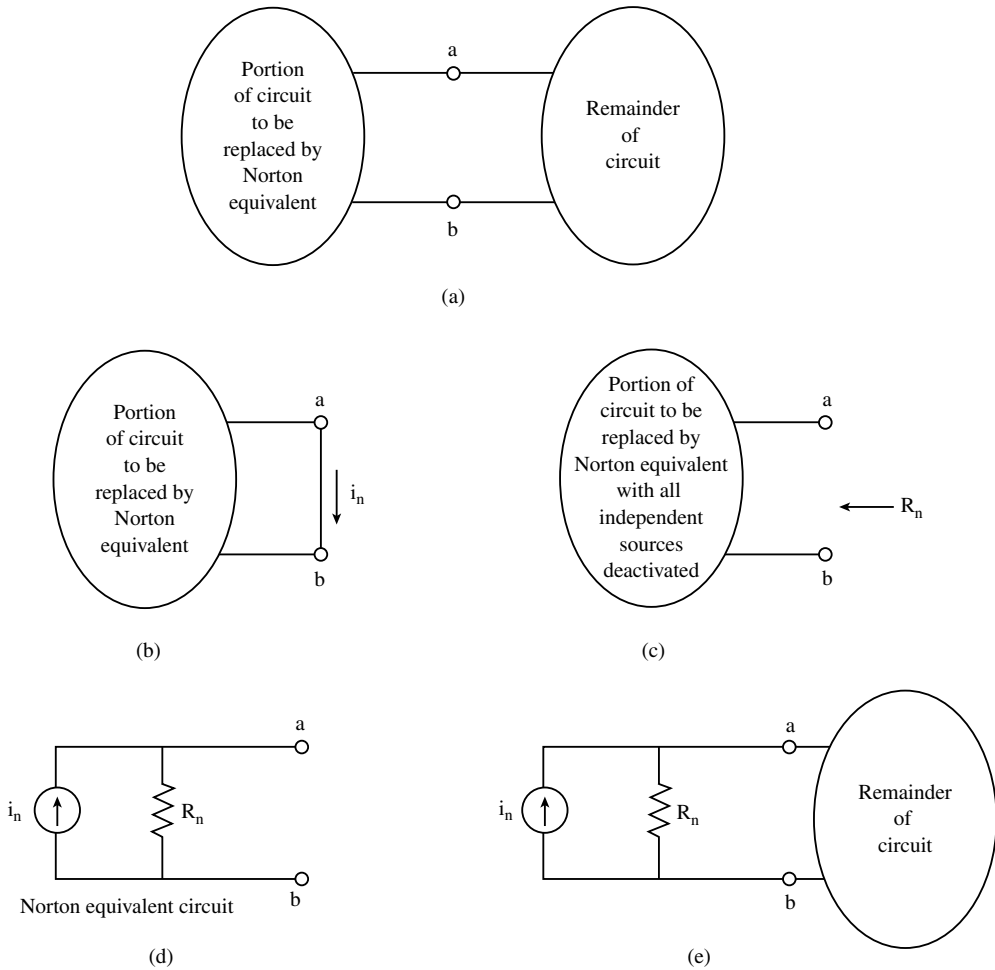 a
Portion
of circuit
to be
replaced by
Norton
equivalent
Remainder
of
circuit
b
(a)
Portion
of circuit
to be
replaced by
Norton
equivalent
a
i_n
b
(b)
Portion of
circuit to be
replaced by
Norton equivalent
with all
independent
sources
deactivated
a
R_n
b
(c)
a
i_n
R_n
b
Norton equivalent circuit
(d)
a
i_n
R_n
b
Remainder
of
circuit
(e)